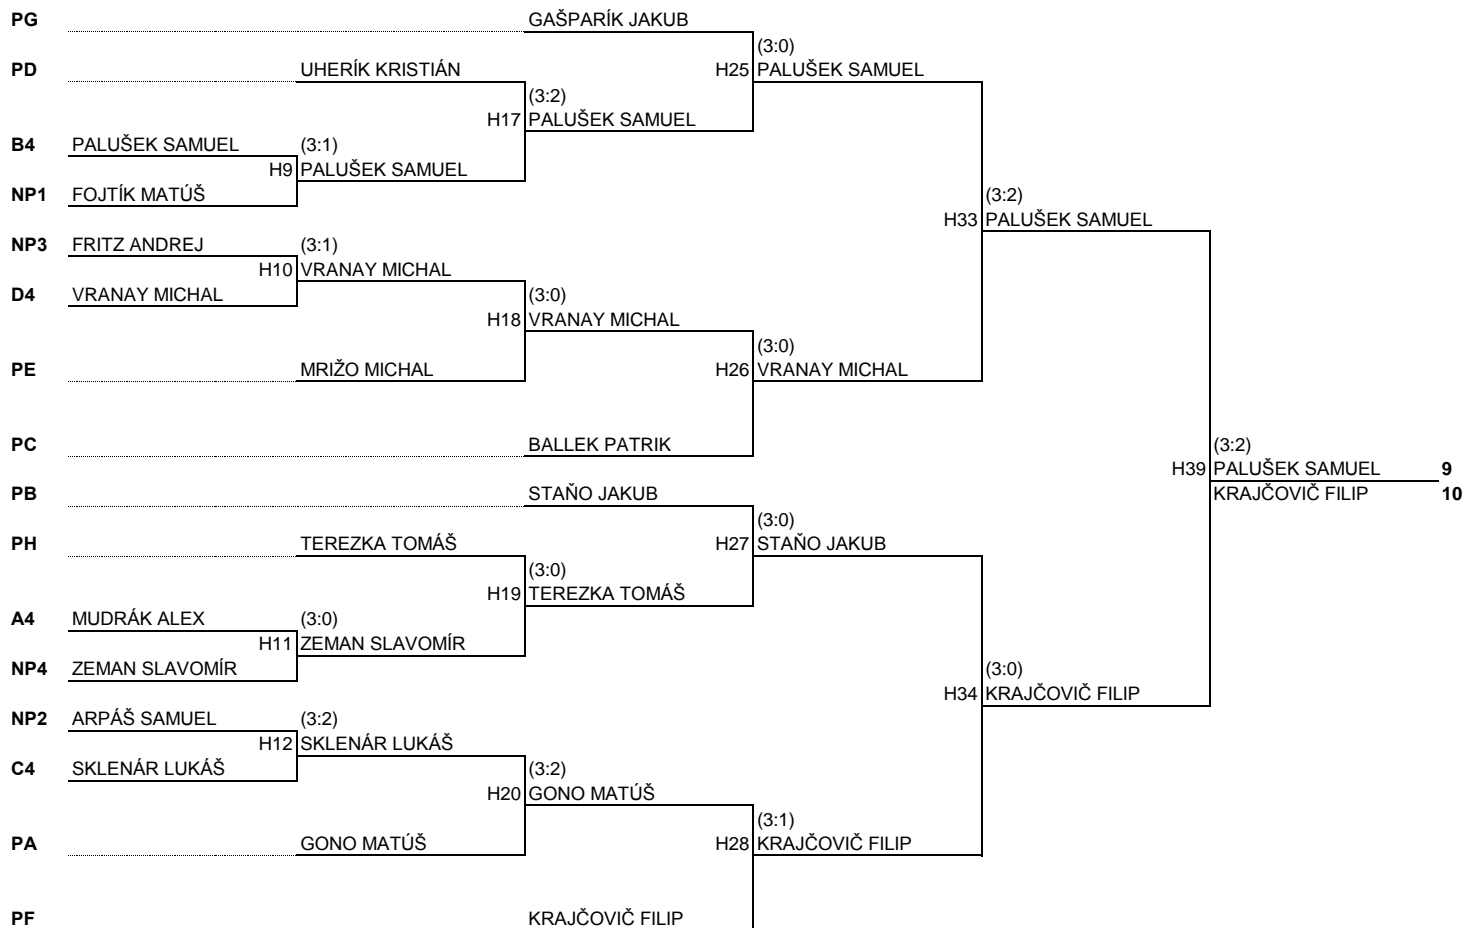 PG GAŠPARÍK JAKUB
(3:0)
PD UHERÍK KRISTIÁN H25 PALUŠEK SAMUEL
(3:2)
H17 PALUŠEK SAMUEL
B4 PALUŠEK SAMUEL (3:1)
H9 PALUŠEK SAMUEL
NP1 FOJTÍK MATÚŠ (3:2)
H33 PALUŠEK SAMUEL
NP3 FRITZ ANDREJ (3:1)
H10 VRANAY MICHAL
D4 VRANAY MICHAL (3:0)
H18 VRANAY MICHAL
(3:0)
PE MRIŽO MICHAL H26 VRANAY MICHAL
PC BALLEK PATRIK (3:2)
H39 PALUŠEK SAMUEL 9
PB STAŇO JAKUB KRAJČOVIČ FILIP 10
(3:0)
PH TEREZKA TOMÁŠ H27 STAŇO JAKUB
(3:0)
H19 TEREZKA TOMÁŠ
A4 MUDRÁK ALEX (3:0)
H11 ZEMAN SLAVOMÍR
NP4 ZEMAN SLAVOMÍR (3:0)
H34 KRAJČOVIČ FILIP
NP2 ARPÁŠ SAMUEL (3:2)
H12 SKLENÁR LUKÁŠ
C4 SKLENÁR LUKÁŠ (3:2)
H20 GONO MATÚŠ
(3:1)
PA GONO MATÚŠ H28 KRAJČOVIČ FILIP
PF KRAJČOVIČ FILIP